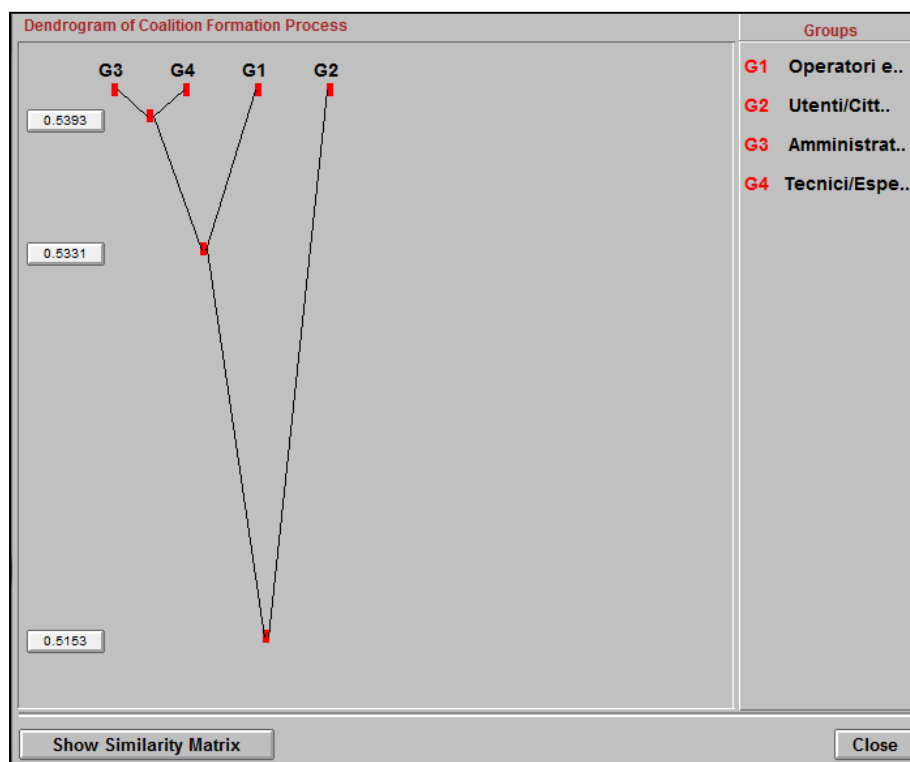 Dendrogram of Coalition Formation Process
G3 G4 G1 G2
0.5393
0.5331
0.5153
Groups
G1 Operatori e..
G2 Utenti/Citt..
G3 Amministrat..
G4 Tecnici/Espe..
Show Similarity Matrix
Close